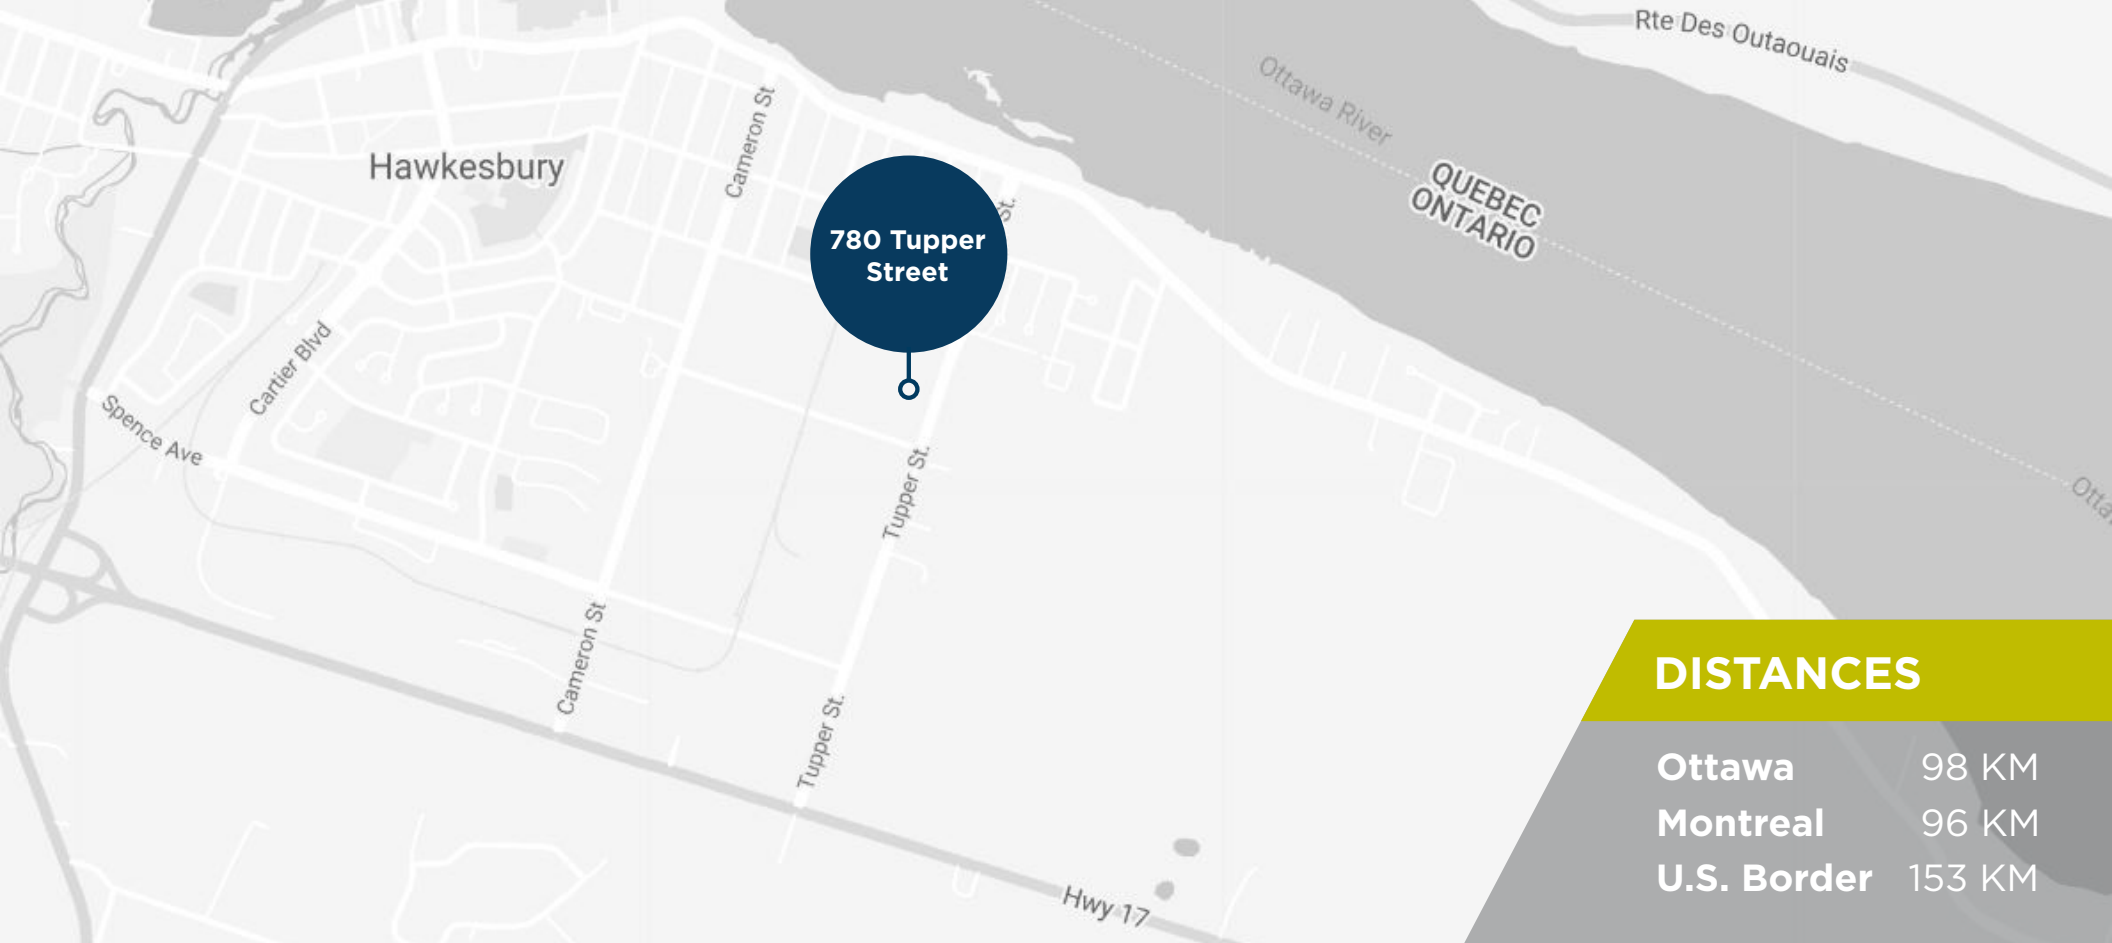 Rte Des Outaouais
Ottawa River
Cameron St
Hawkesbury
QUEBEC
ONTARIO
St.
780 Tupper
Street
Cartier Blvd
Spence Ave
Tupper St.
Cameron St
Tupper St.
Hwy 17
DISTANCES
Ottawa 98 KM
Montreal 96 KM
U.S. Border 153 KM